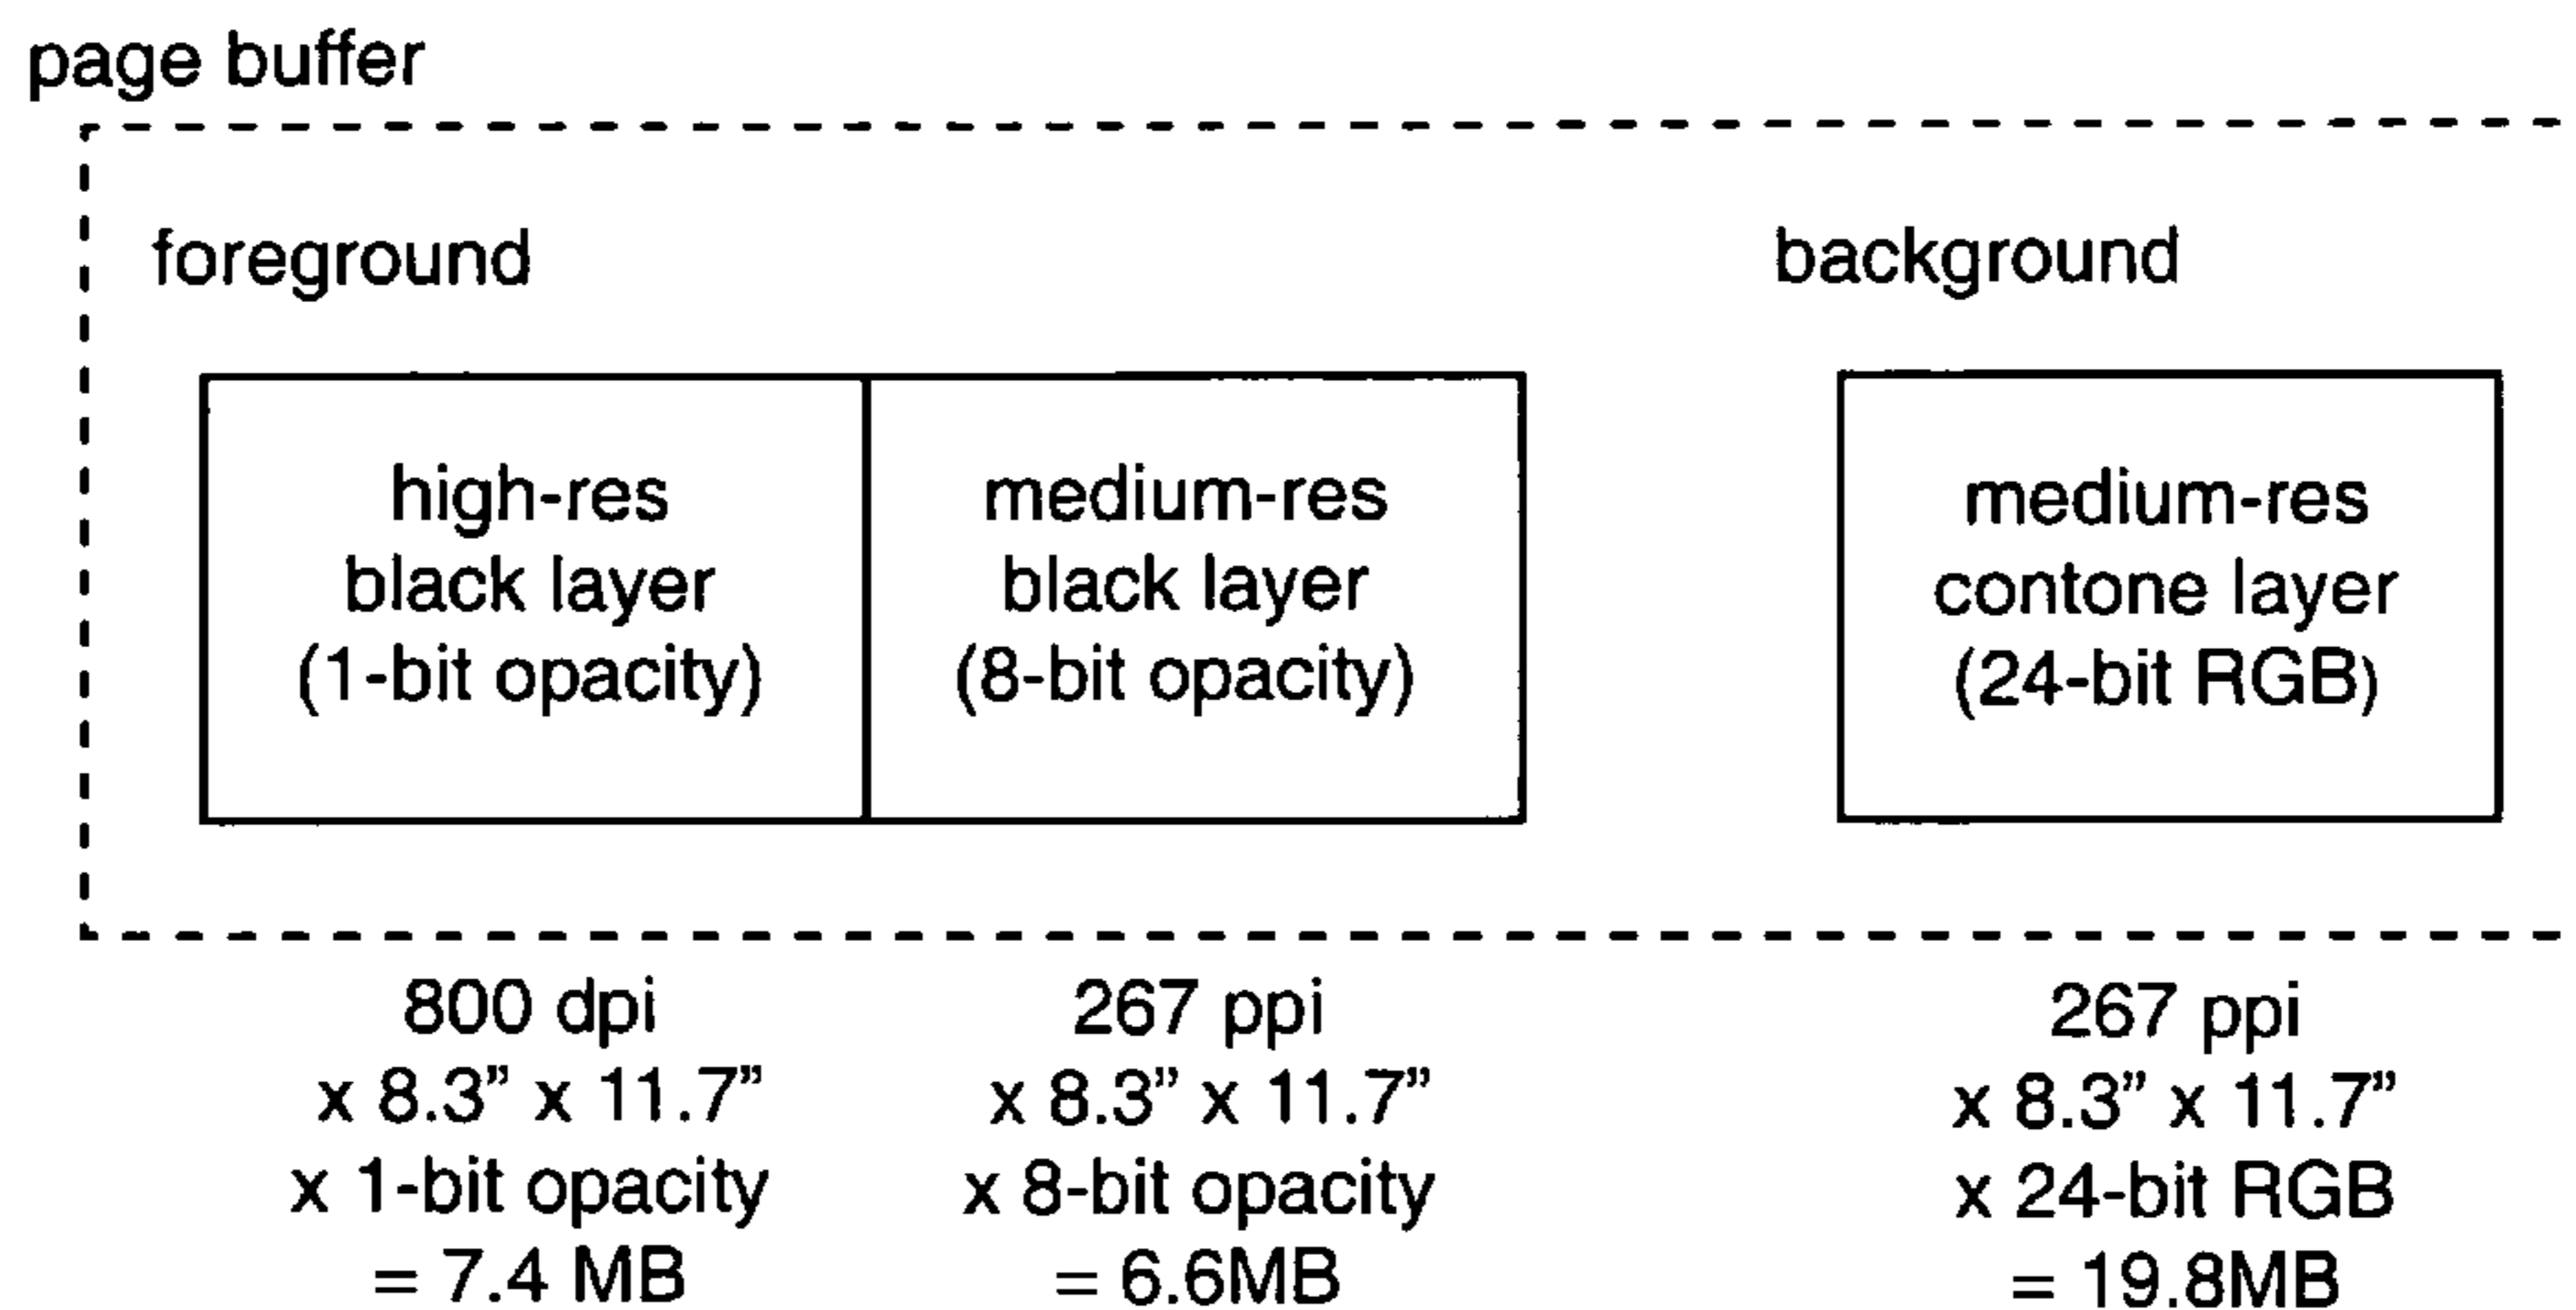 page buffer
foreground
background
high-res
black layer
(1-bit opacity)
medium-res
black layer
(8-bit opacity)
medium-res
contone layer
(24-bit RGB)
800 dpi
x 8.3” x 11.7”
x 1-bit opacity
= 7.4 MB
267 ppi
x 8.3” x 11.7”
x 8-bit opacity
= 6.6MB
267 ppi
x 8.3” x 11.7”
x 24-bit RGB
= 19.8MB